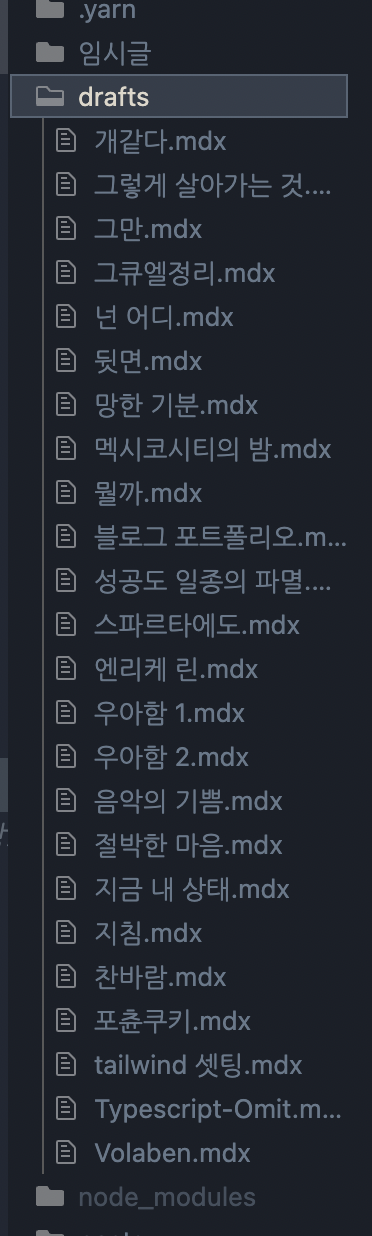 .yarn
임시글
drafts
개같다.mdx
그렇게 살아가는 것....
그만.mdx
그큐엘정리.mdx
넌 어디.mdx
뒷면.mdx
망한 기분.mdx
멕시코시티의 밤.mdx
뭘까.mdx
블로그 포트폴리오.m...
성공도 일종의 파멸....
스파르타에도.mdx
엔리케 린.mdx
우아함 1.mdx
우아함 2.mdx
음악의 기쁨.mdx
절박한 마음.mdx
지금 내 상태.mdx
지침.mdx
찬바람.mdx
포츈쿠키.mdx
tailwind 셋팅.mdx
Typescript-Omit.m...
Volaben.mdx
node_modules